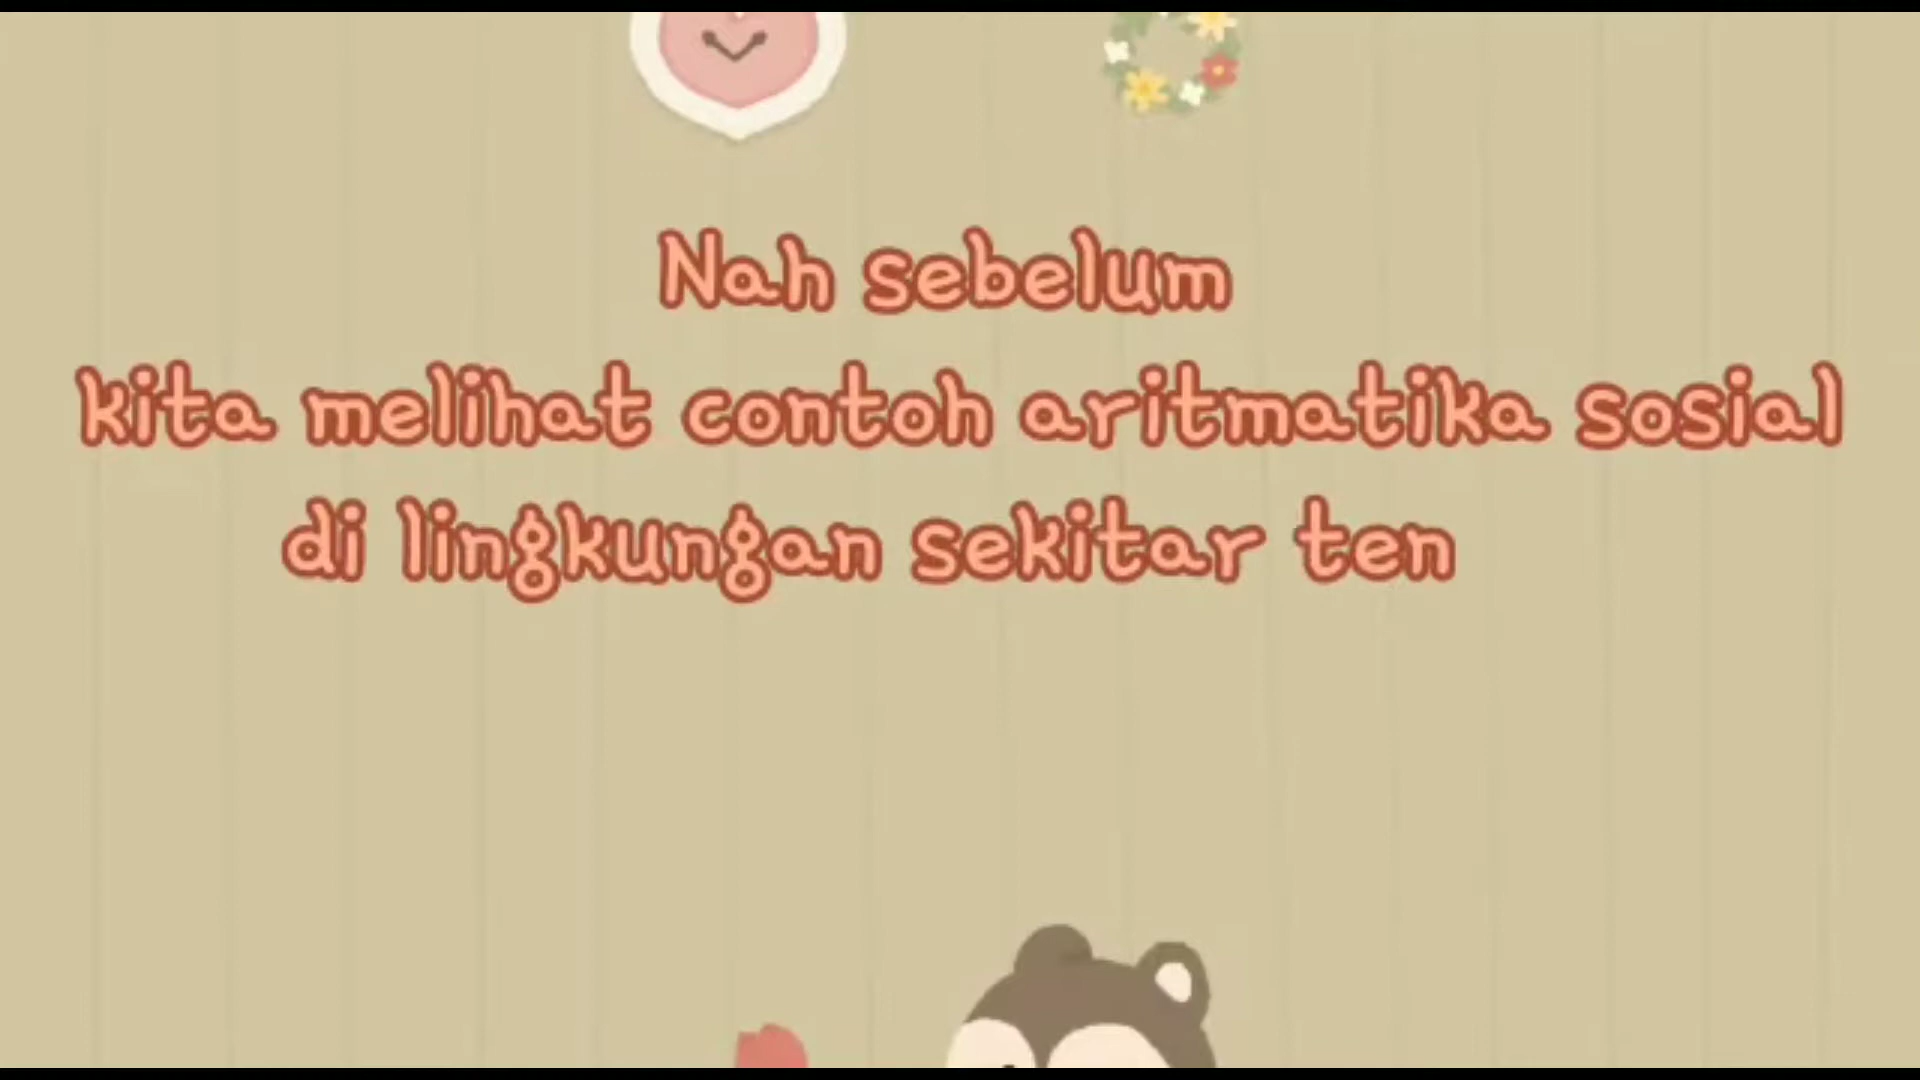 Nah sebelum
kita melihat contoh aritmatika sosial
di lingkungan sekitar ten